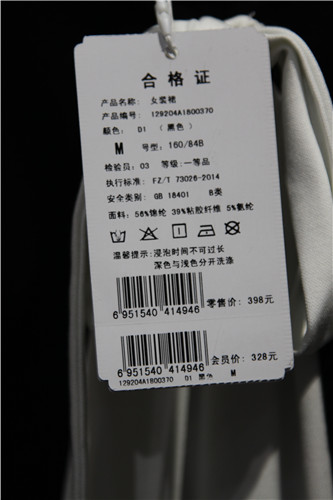 合格证
产品名称: 女套裙
产品编号: 129204A1800370
颜色: D1 (黑色)
M 号型: 160/84B
检验员: 03 等级: 一等品
执行标准: FZ/T 73026-2014
安全类别: GB 18401 B类
面料: 56%锦纶 39%粘胶纤维 5%氨纶
温馨提示: 浸泡时间不可过长
深色与浅色分开洗涤
零售价: 398元
6 951540 414946
会员价: 328元
6 951540 414946
129204A1800370 D1 黑色 M